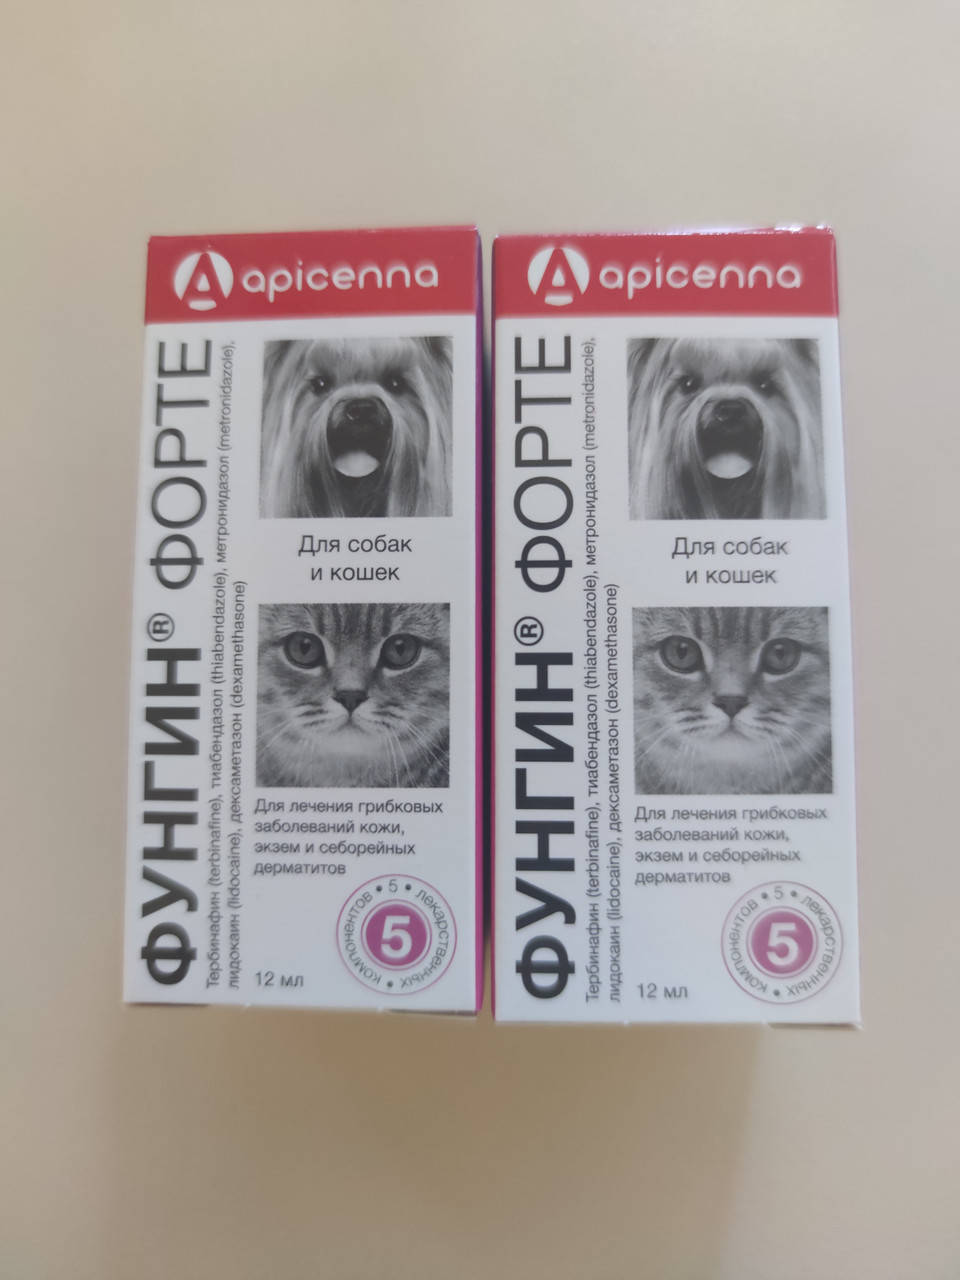 apicenna
ФУНГИН® ФОРТЕ
Тербинафин (terbinafine), тиабендазол (thiabendazole), метронидазол (metronidazole),
лидокаин (lidocaine), дексаметазон (dexamethasone)
Для собак
и кошек
Для лечения грибковых
заболеваний кожи,
экзем и себорейных
дерматитов
12 мл
5 • лекарственных • компонентов •
5
apicenna
ФУНГИН® ФОРТЕ
Тербинафин (terbinafine), тиабендазол (thiabendazole), метронидазол (metronidazole),
лидокаин (lidocaine), дексаметазон (dexamethasone)
Для собак
и кошек
Для лечения грибковых
заболеваний кожи,
экзем и себорейных
дерматитов
12 мл
5 • лекарственных • компонентов •
5